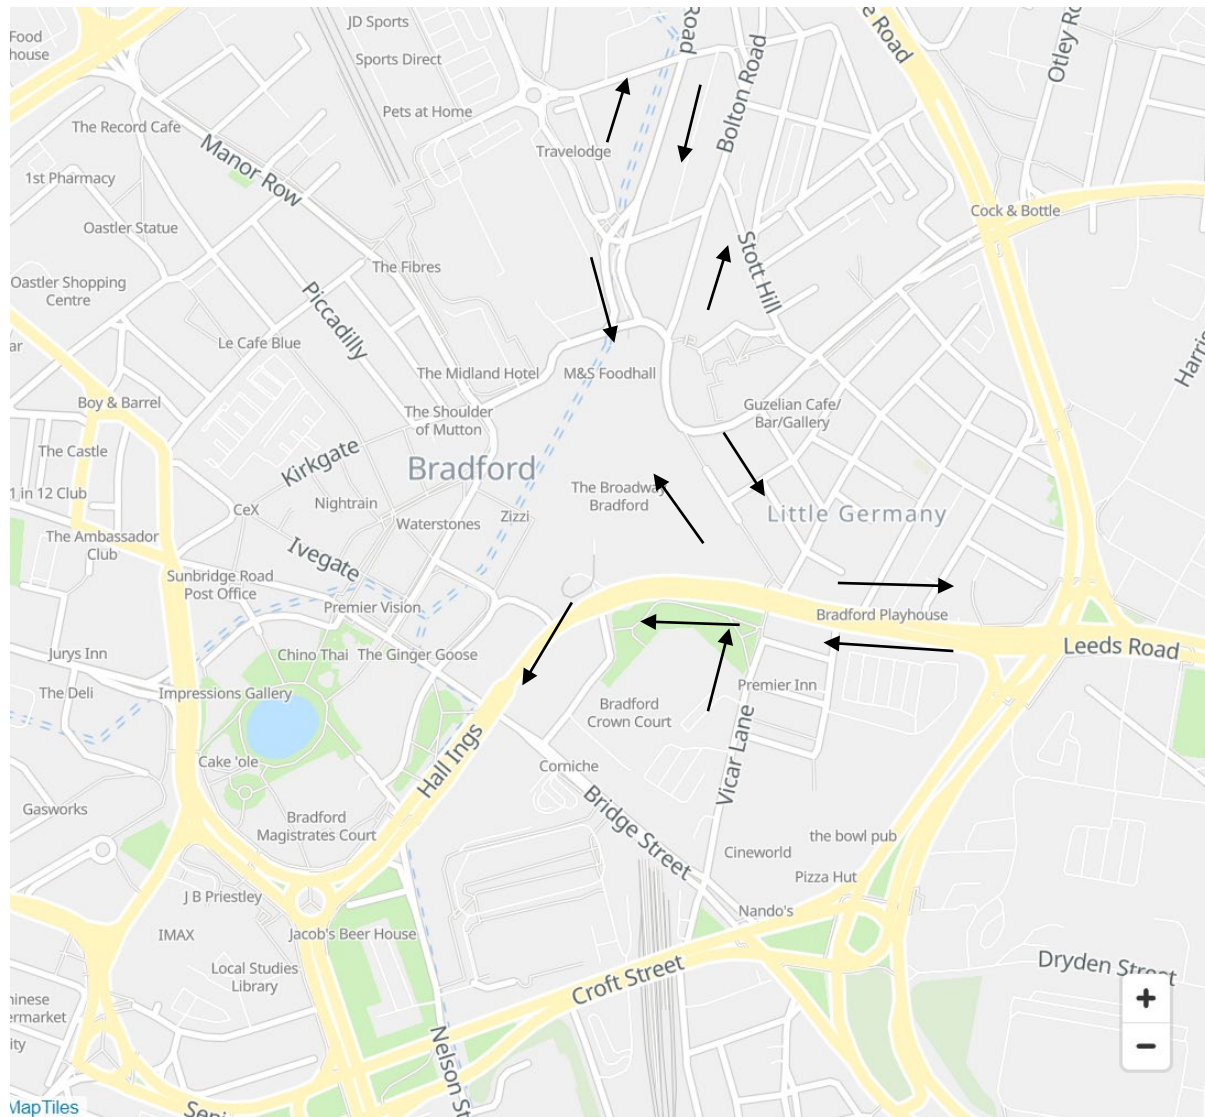 JD Sports
Food
house
Road
e Road
Otley Ro
Sports Direct
Bolton Road
Pets at Home
The Record Cafe
Manor Row
Travelodge
1st Pharmacy
Cock & Bottle
Oastler Statue
Stott Hill
The Fibres
Oastler Shopping
Centre
Piccadilly
ar
Le Cafe Blue
Harris
The Midland Hotel
M&S Foodhall
Boy & Barrel
The Shoulder
of Mutton
Guzelian Cafe/
Bar/Gallery
The Castle
Kirkgate
Bradford
1 in 12 Club
The Broadway
Bradford
Nightrain
CeX
Waterstones
Zizzi
Little Germany
The Ambassador
Club
Ivegate
Sunbridge Road
Post Office
Premier Vision
Bradford Playhouse
Leeds Road
Jurys Inn
Chino Thai
The Ginger Goose
The Deli
Impressions Gallery
Premier Inn
Bradford
Crown Court
Vicar Lane
Hall Ings
Cake 'ole
Corniche
Gasworks
Bradford
Magistrates Court
Bridge Street
the bowl pub
Cineworld
Pizza Hut
J B Priestley
Nando's
IMAX
Jacob's Beer House
Local Studies
Library
Croft Street
Dryden Street
hinese
ermarket
ity
+
−
Nelson St
MapTiles
Seni